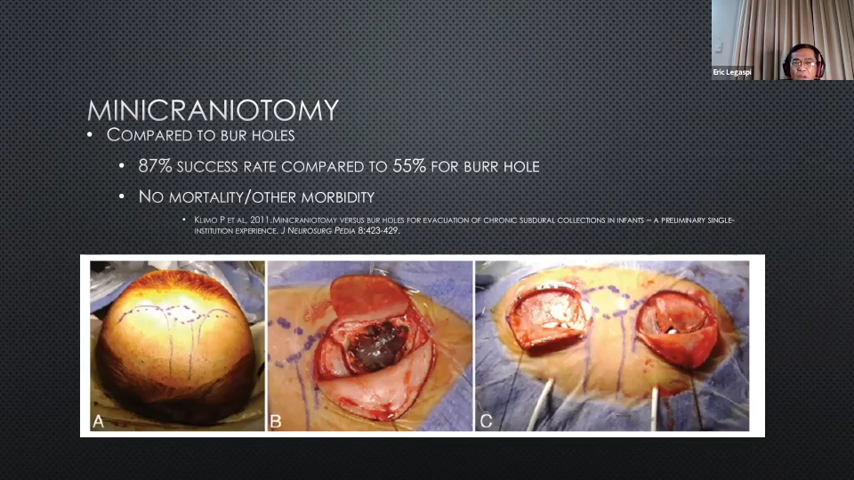 Eric Legaspi
MINICRANIOTOMY
• COMPARED TO BUR HOLES
• 87% SUCCESS RATE COMPARED TO 55% FOR BURR HOLE
• NO MORTALITY/OTHER MORBIDITY
• KLIMO P ET AL, 2011.MINICRANIOTOMY VERSUS BUR HOLES FOR EVACUATION OF CHRONIC SUBDURAL COLLECTIONS IN INFANTS – A PRELIMINARY SINGLE-
INSTITUTION EXPERIENCE. J NEUROSURG PEDIA 8:423-429.
A B C